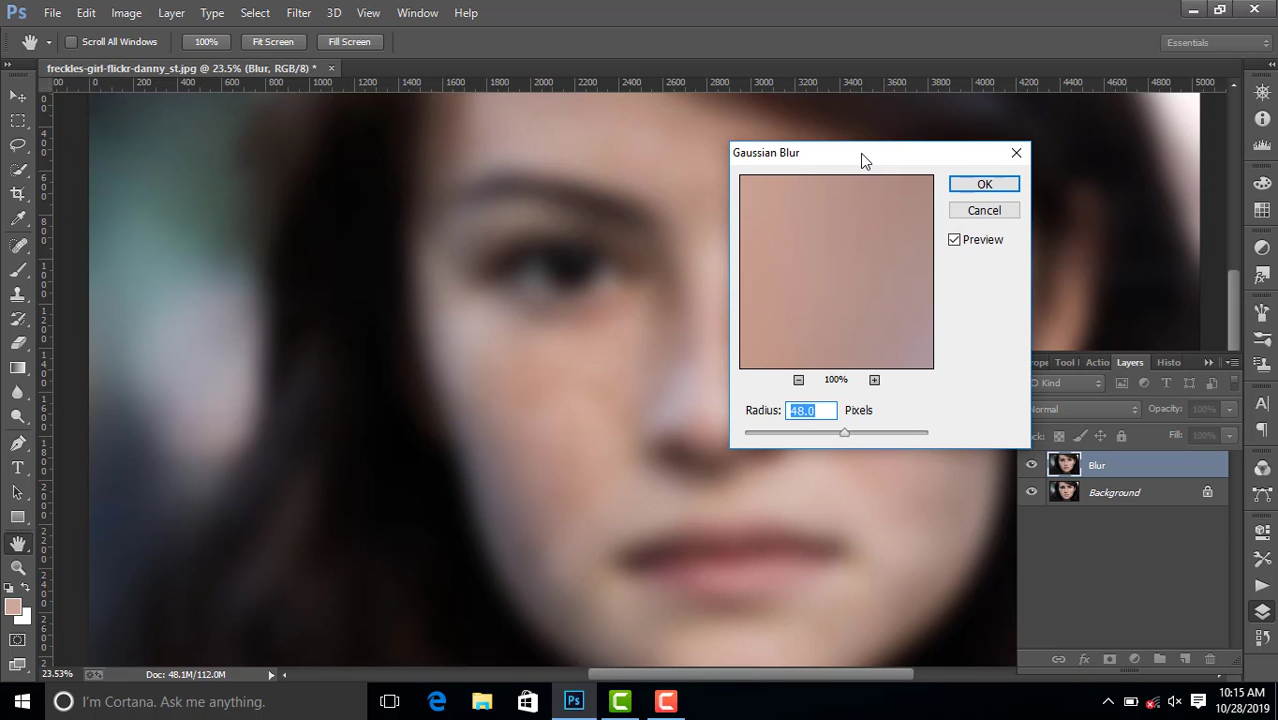 Ps File Edit Image Layer Type Select Filter 3D View Window Help
Scroll All Windows 100% Fit Screen Fill Screen Essentials
freckles-girl-flickr-danny_st.jpg @ 23.5% (Blur, RGB/8) * ×
00 0 200 400 600 800 1000 1200 1400 1600 1800 2000 2200 2400 2600 2800 3000 3200 3400 3600 3800 4000 4200 4400 4600 4800 5000
Gaussian Blur
OK
Cancel
Preview
100%
Radius: 48.0 Pixels
Tool Actio Layers Histo
Kind
Normal Opacity: 100%
Fill: 100%
Blur
Background
23.53% Doc: 48.1M/112.0M
I'm Cortana. Ask me anything.
Ps
10:15 AM
10/28/2019